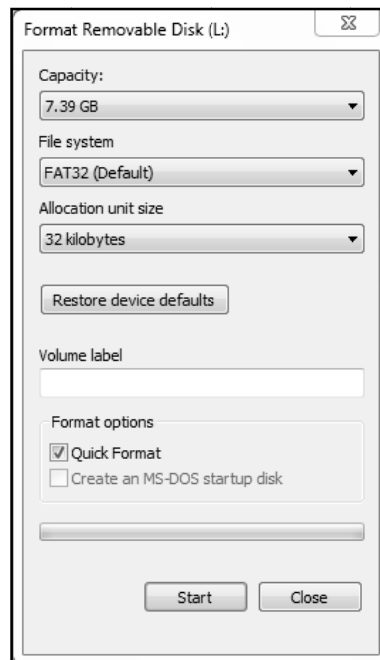 Format Removable Disk (L:)
Capacity:
7.39 GB
File system
FAT32 (Default)
Allocation unit size
32 kilobytes
Restore device defaults
Volume label
Format options
Quick Format
Create an MS-DOS startup disk
Start
Close